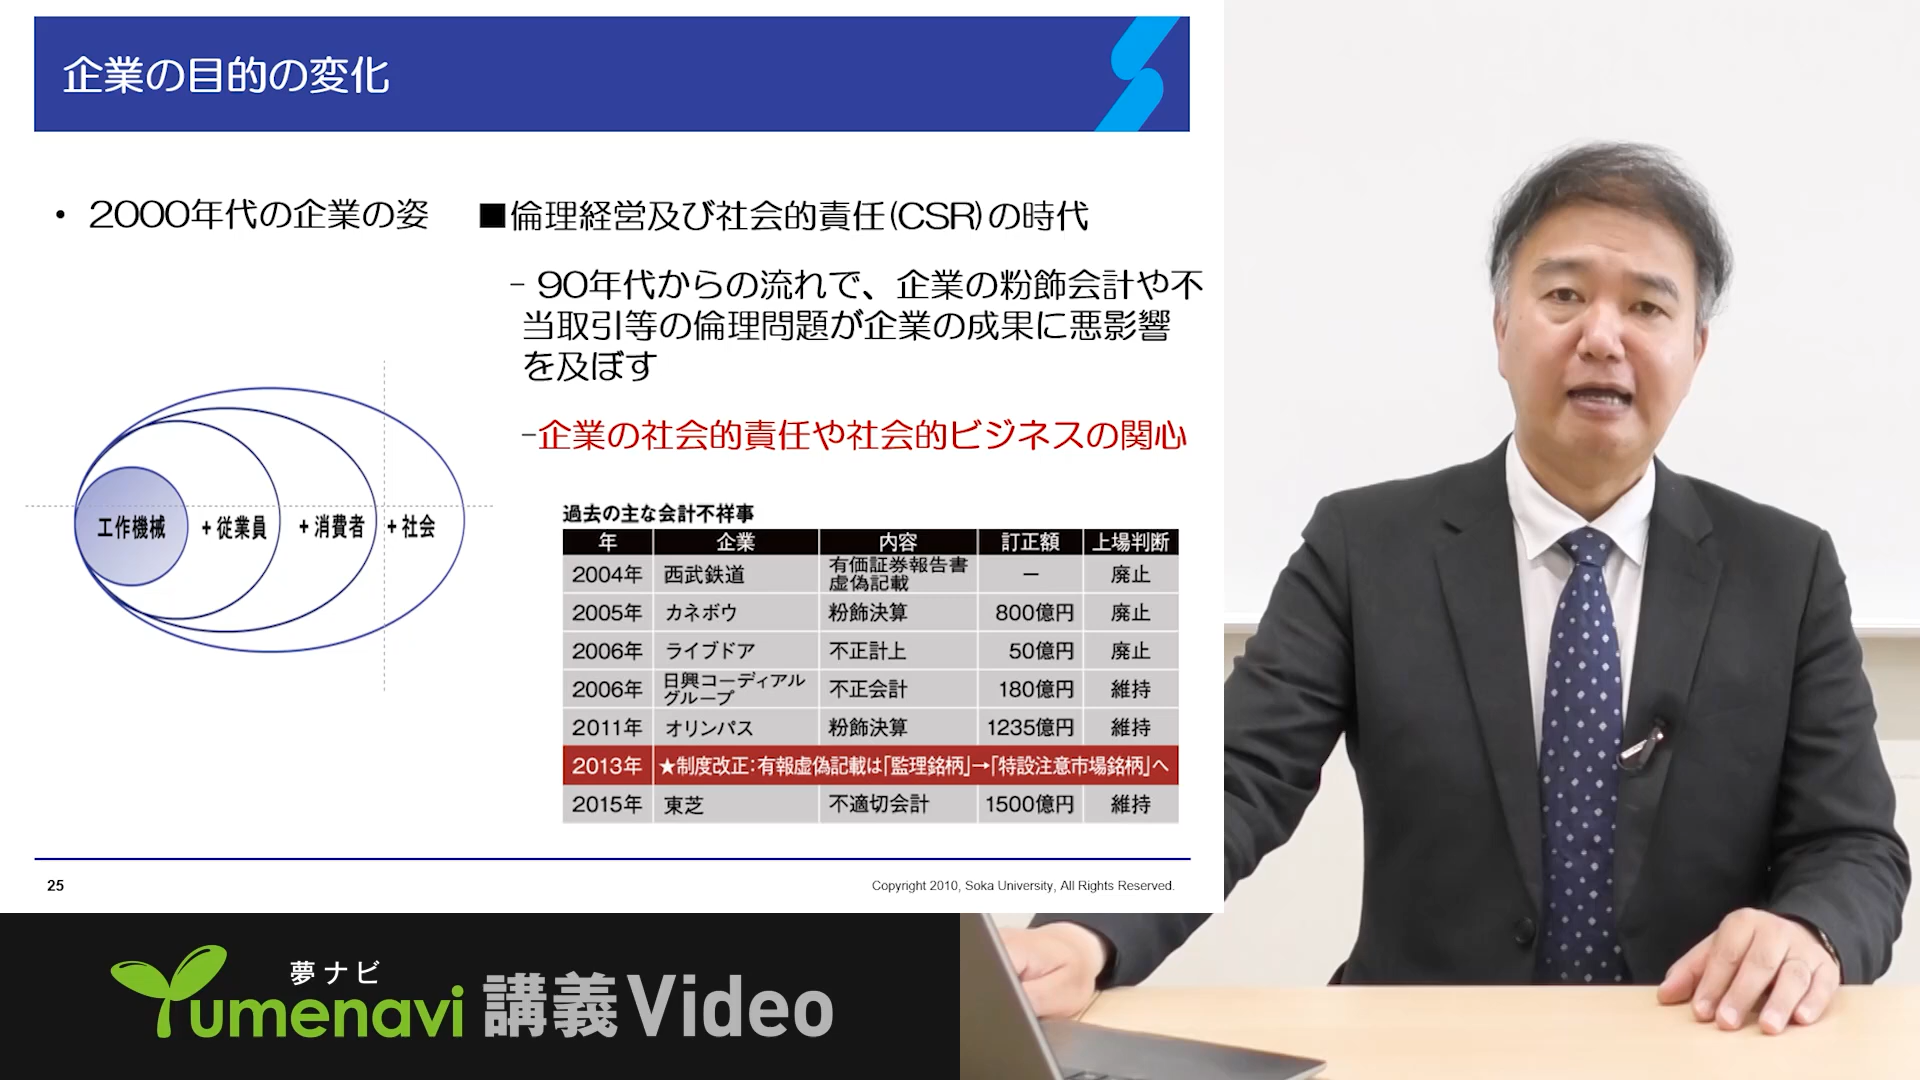 企業の目的の変化
• 2000年代の企業の姿
■倫理経営及び社会的責任(CSR)の時代
- 90年代からの流れで、企業の粉飾会計や不
当取引等の倫理問題が企業の成果に悪影響
を及ぼす
-企業の社会的責任や社会的ビジネスの関心
工作機械 +従業員 +消費者 +社会
過去の主な会計不祥事
年 企業 内容 訂正額 上場判断
2004年 西武鉄道 有価証券報告書虚偽記載 ー 廃止
2005年 カネボウ 粉飾決算 800億円 廃止
2006年 ライブドア 不正計上 50億円 廃止
2006年 日興コーディアルグループ 不正会計 180億円 維持
2011年 オリンパス 粉飾決算 1235億円 維持
2013年 ★制度改正:有報虚偽記載は「監理銘柄」→「特設注意市場銘柄」へ
2015年 東芝 不適切会計 1500億円 維持
25
Copyright 2010, Soka University, All Rights Reserved.
夢ナビ
Yumenavi 講義Video